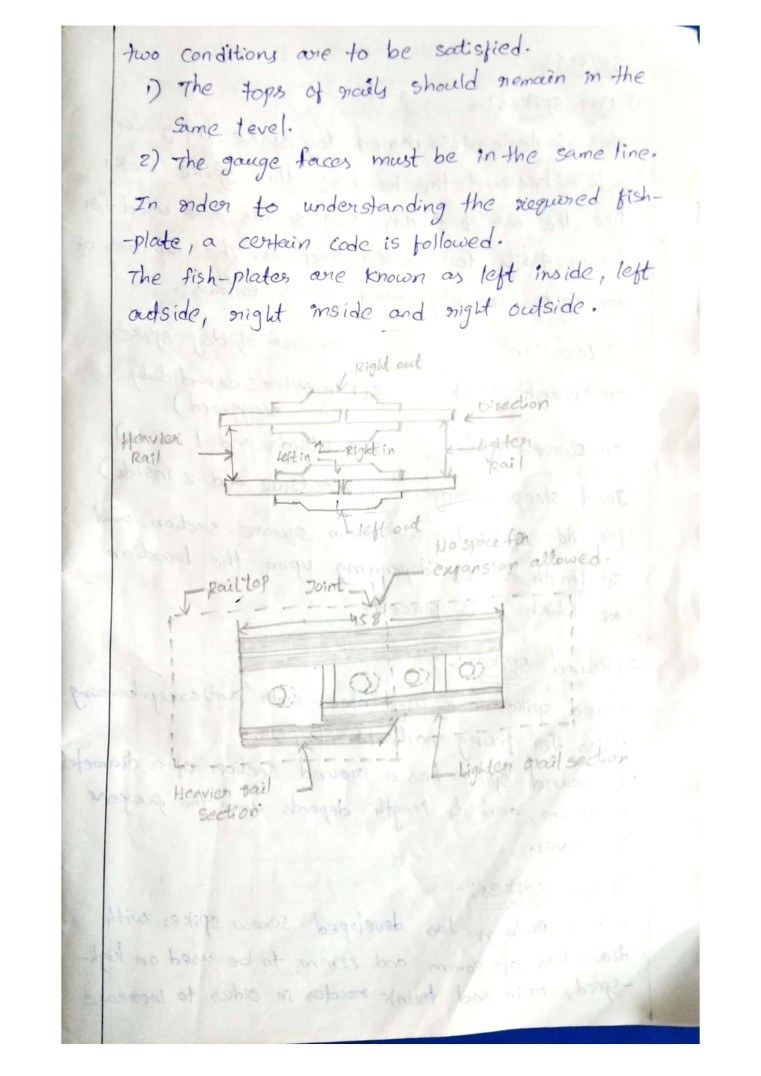 two conditions are to be satisfied.
1) The tops of rails should remain in the
Same level.
2) The gauge faces must be in the same line.
In order to understanding the required fish-
-plate, a certain code is followed.
The fish-plates are known as left inside, left
outside, right inside and right outside.
Right out
Direction
Heavier
Rail
Left in
Right in
Lighter
rail
left out
No space for
expansion allowed.
Rail top
Joint
458
Lighter rail section
Heavier rail
section